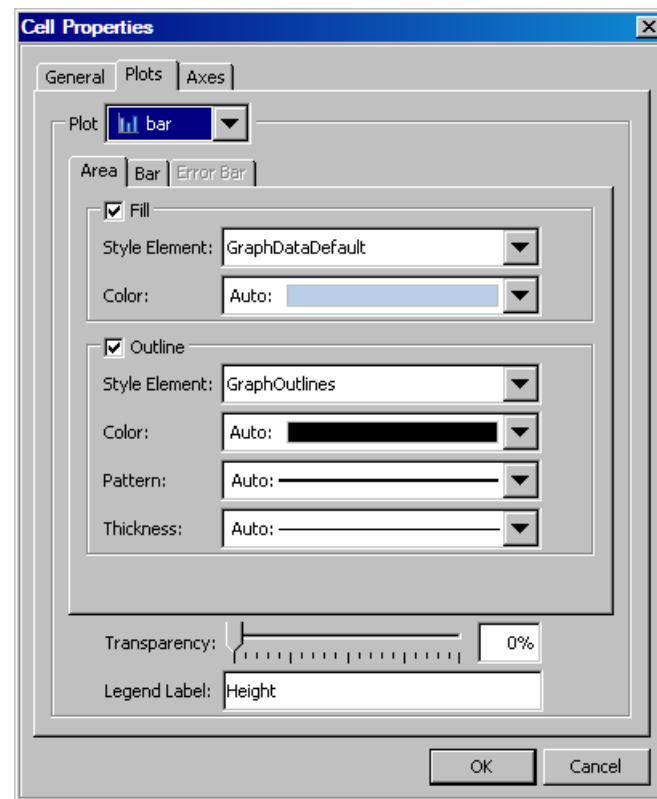 Cell Properties
General Plots Axes
Plot bar
Area Bar Error Bar
Fill
Style Element: GraphDataDefault
Color: Auto:
Outline
Style Element: GraphOutlines
Color: Auto:
Pattern: Auto:
Thickness: Auto:
Transparency: 0%
Legend Label: Height
OK Cancel